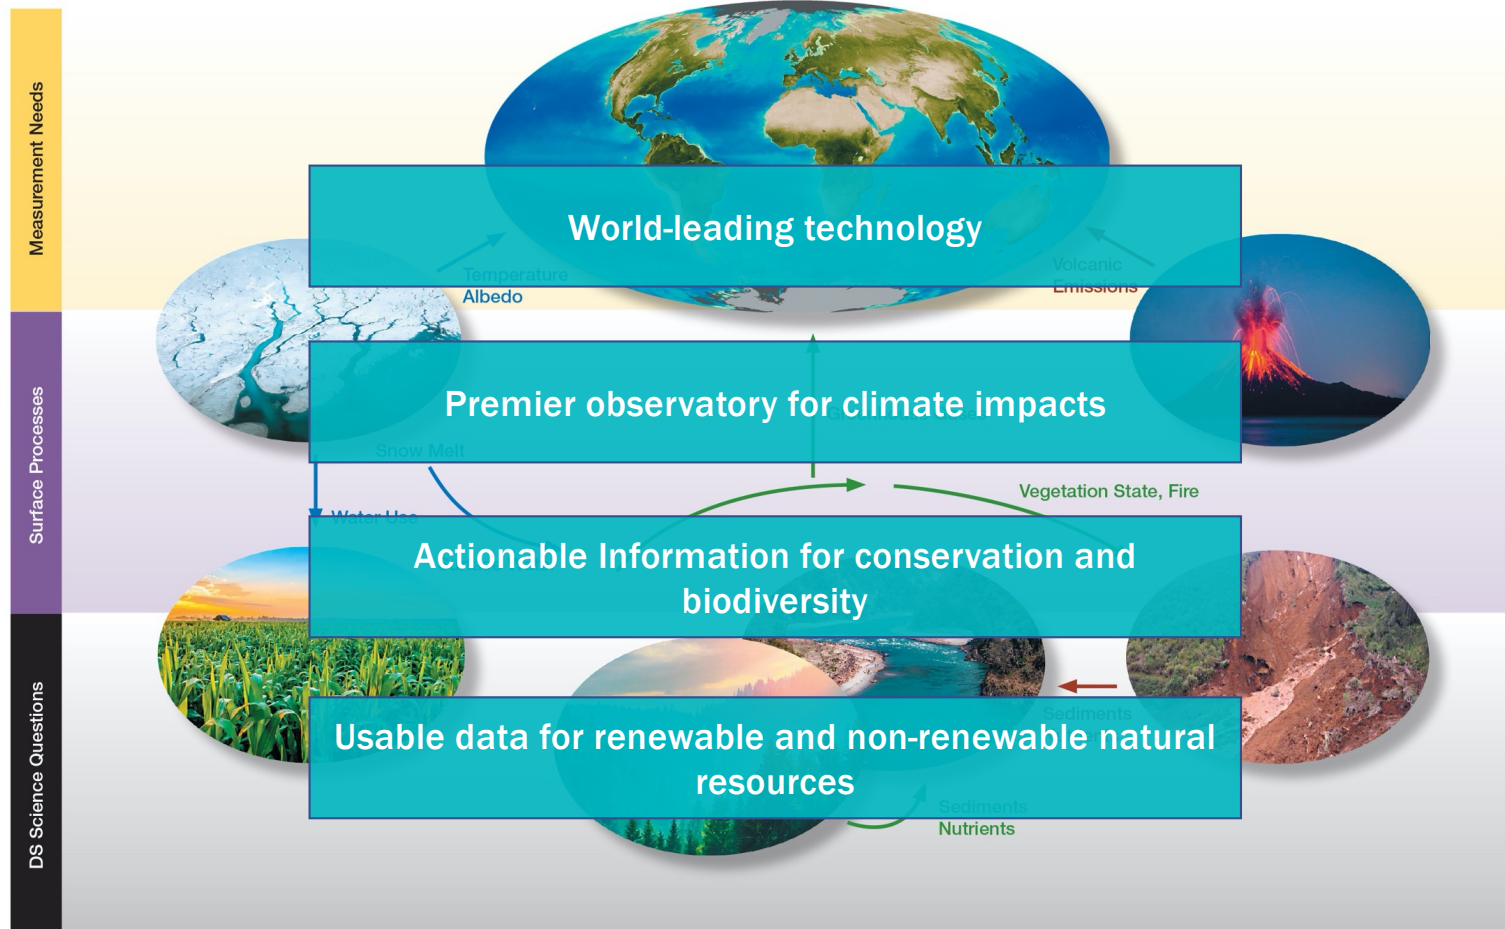 Measurement Needs
Surface Processes
DS Science Questions
World-leading technology
Temperature
Albedo
Volcanic
Emissions
Premier observatory for climate impacts
Snow Melt
Vegetation State, Fire
Water Use
Actionable Information for conservation and
biodiversity
Sediments
Usable data for renewable and non-renewable natural
resources
Sediments
Nutrients